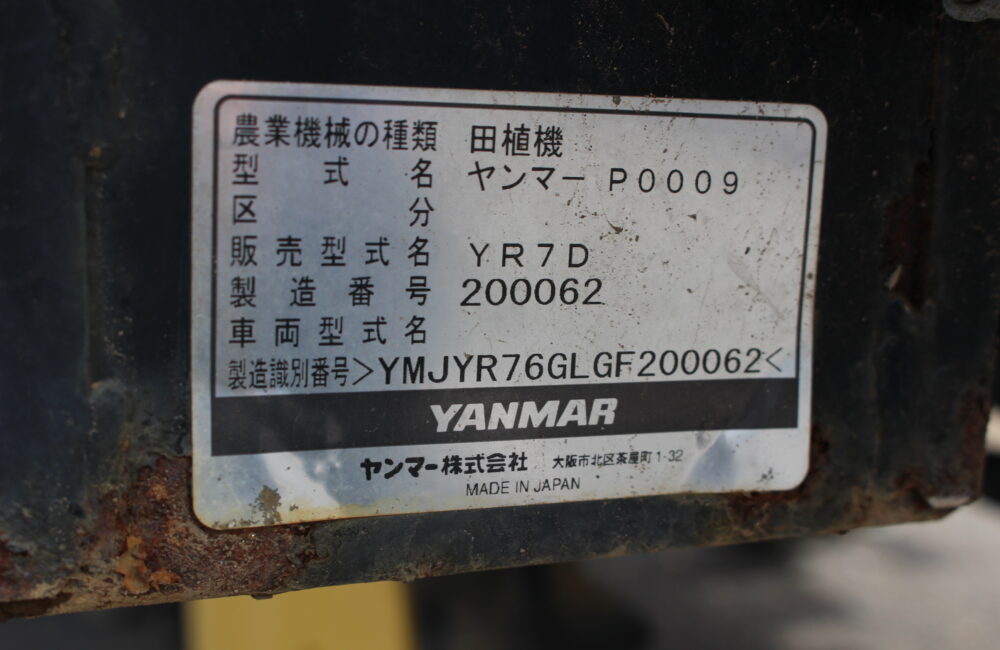 農業機械の種類 田植機
型式名 ヤンマー P0009
区分
販売型式名 YR7D
製造番号 200062
車両型式名
製造識別番号 >YMJYR76GLGF200062<
YANMAR
ヤンマー株式会社 大阪市北区茶屋町1-32
MADE IN JAPAN